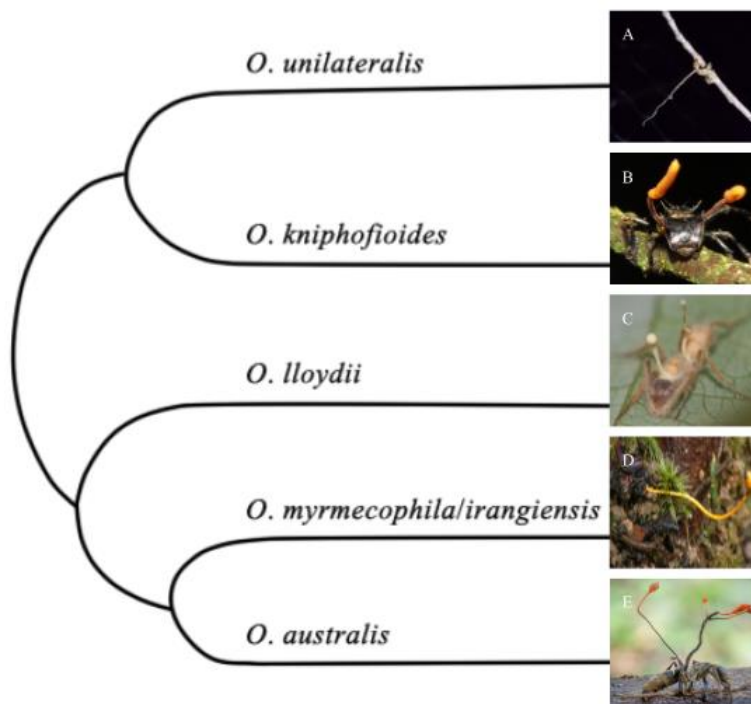 O. unilateralis
A
O. kniphofioides
B
O. lloydii
C
O. myrmecophila/irangiensis
D
O. australis
E